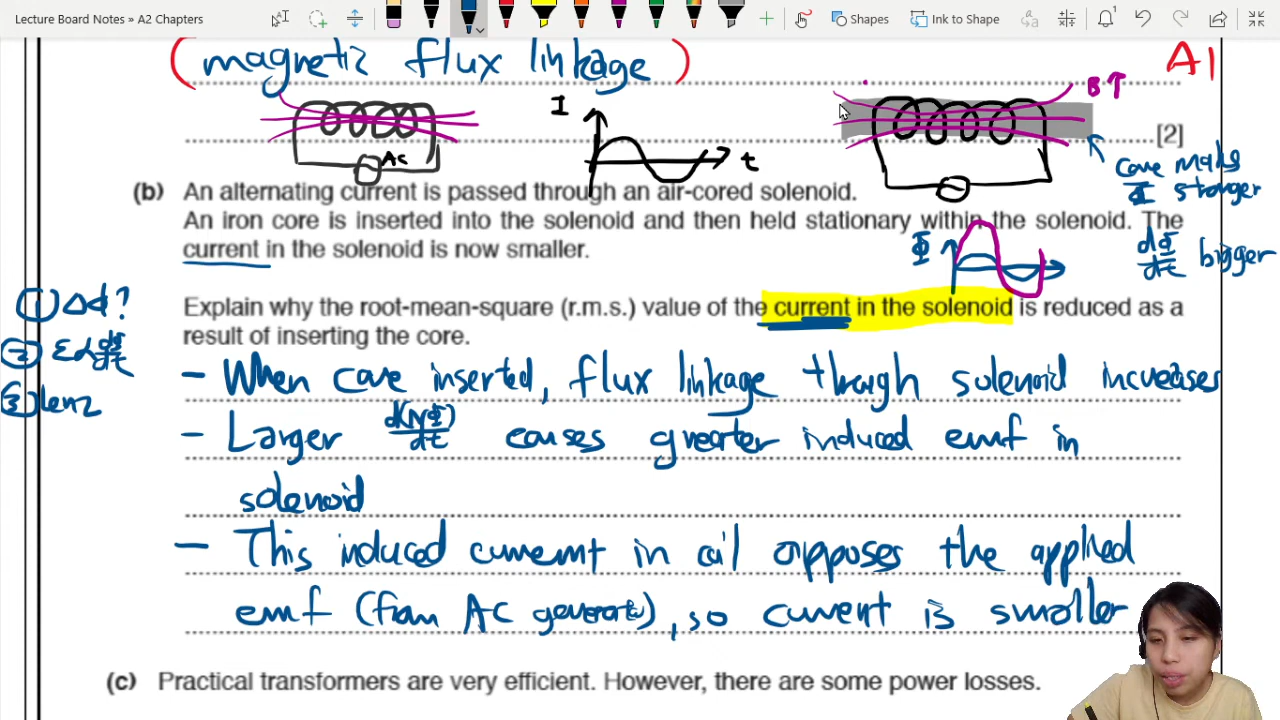 Lecture Board Notes » A2 Chapters
Shapes
Ink to Shape
(magnetic flux linkage)
A1
B↑
I
AC
t
[2]
core makes
Φ stronger
(b) An alternating current is passed through an air-cored solenoid.
An iron core is inserted into the solenoid and then held stationary within the solenoid. The
current in the solenoid is now smaller.
Φ
dΦ/dt bigger
Explain why the root-mean-square (r.m.s.) value of the current in the solenoid is reduced as a
result of inserting the core.
① ΔΦ?
② ε α dΦ/dt
③ lenz
- When core inserted, flux linkage though solenoid increases
- Larger d(NΦ)/dt causes greater induced emf in
solenoid
- This induced current in coil opposes the applied
emf (from AC generator), so current is smaller
(c) Practical transformers are very efficient. However, there are some power losses.